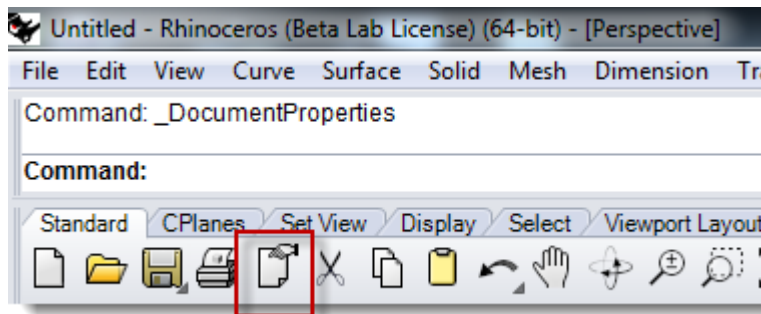 Untitled - Rhinoceros (Beta Lab License) (64-bit) - [Perspective]
File Edit View Curve Surface Solid Mesh Dimension
Command: _DocumentProperties
Command:
Standard CPlanes Set View Display Select Viewport Layout